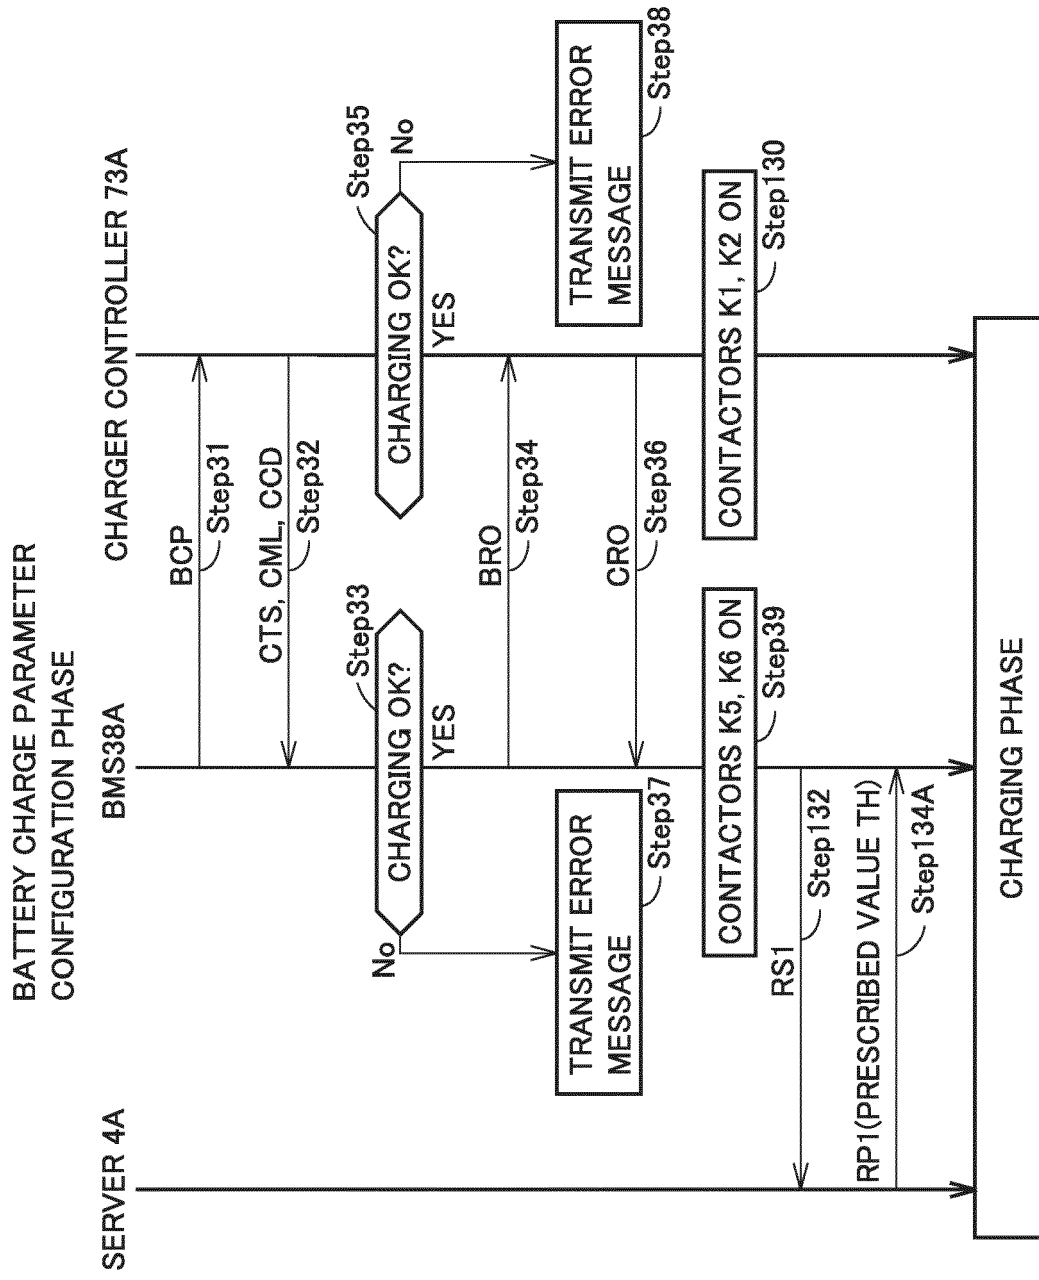 BATTERY CHARGE PARAMETER
CONFIGURATION PHASE
SERVER 4A
BMS38A
CHARGER CONTROLLER 73A
BCP
Step31
CTS, CML, CCD
Step32
Step33
CHARGING OK?
No
YES
Step35
CHARGING OK?
No
YES
BRO
Step34
TRANSMIT ERROR
MESSAGE
Step37
TRANSMIT ERROR
MESSAGE
Step38
CRO
Step36
CONTACTORS K5, K6 ON
Step39
CONTACTORS K1, K2 ON
Step130
RS1
Step132
RP1(PRESCRIBED VALUE TH)
Step134A
CHARGING PHASE